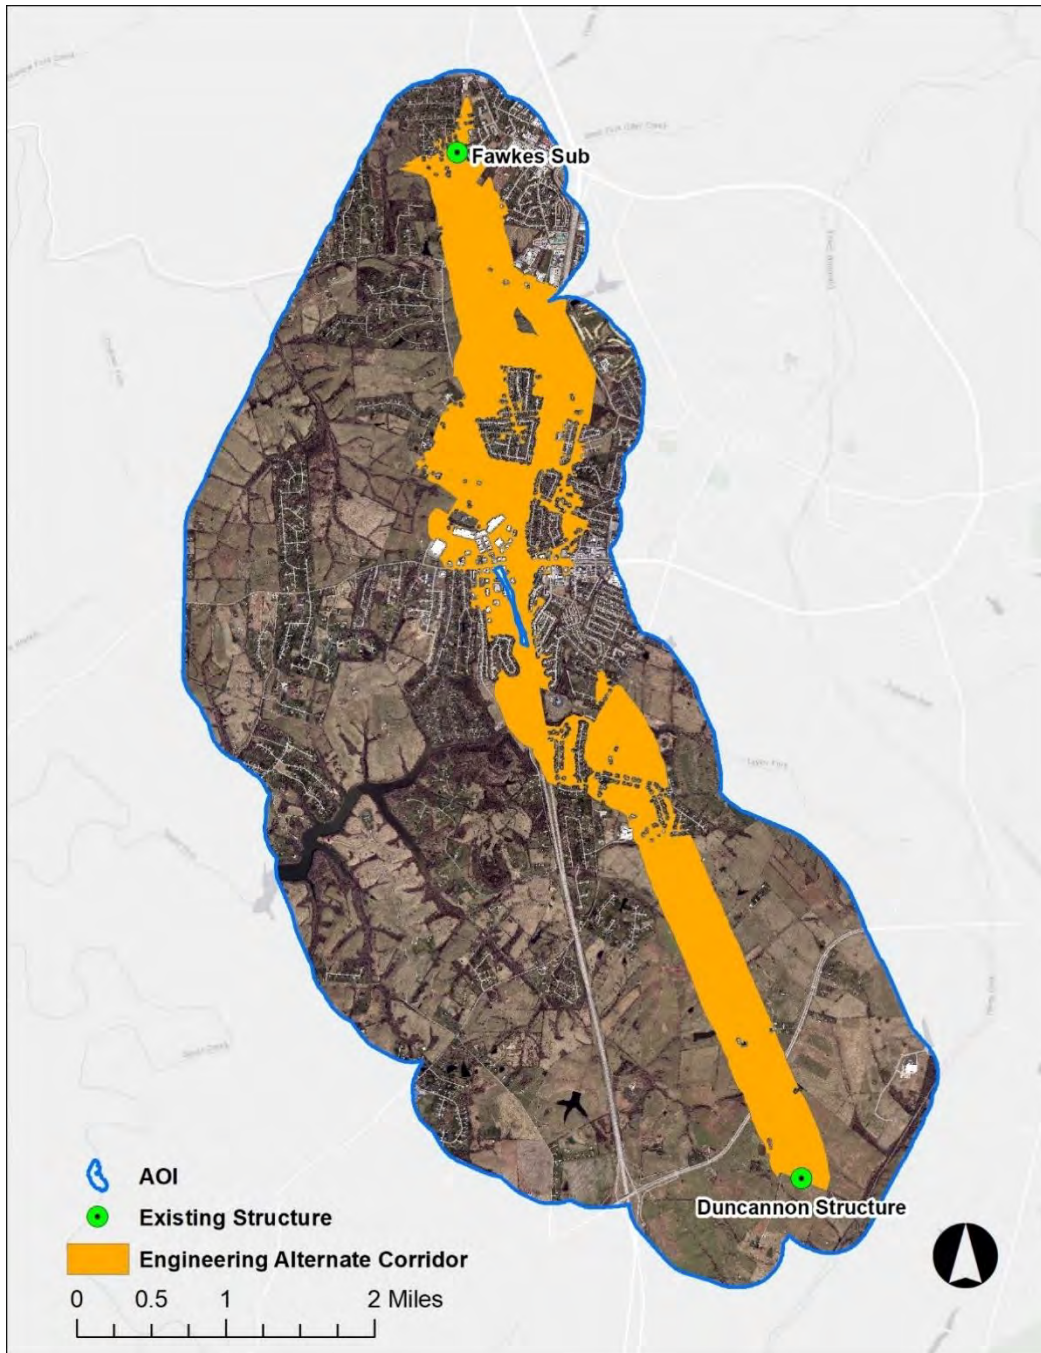 Fawkes Sub
Duncannon Structure
AOI
Existing Structure
Engineering Alternate Corridor
0 0.5 1 2 Miles